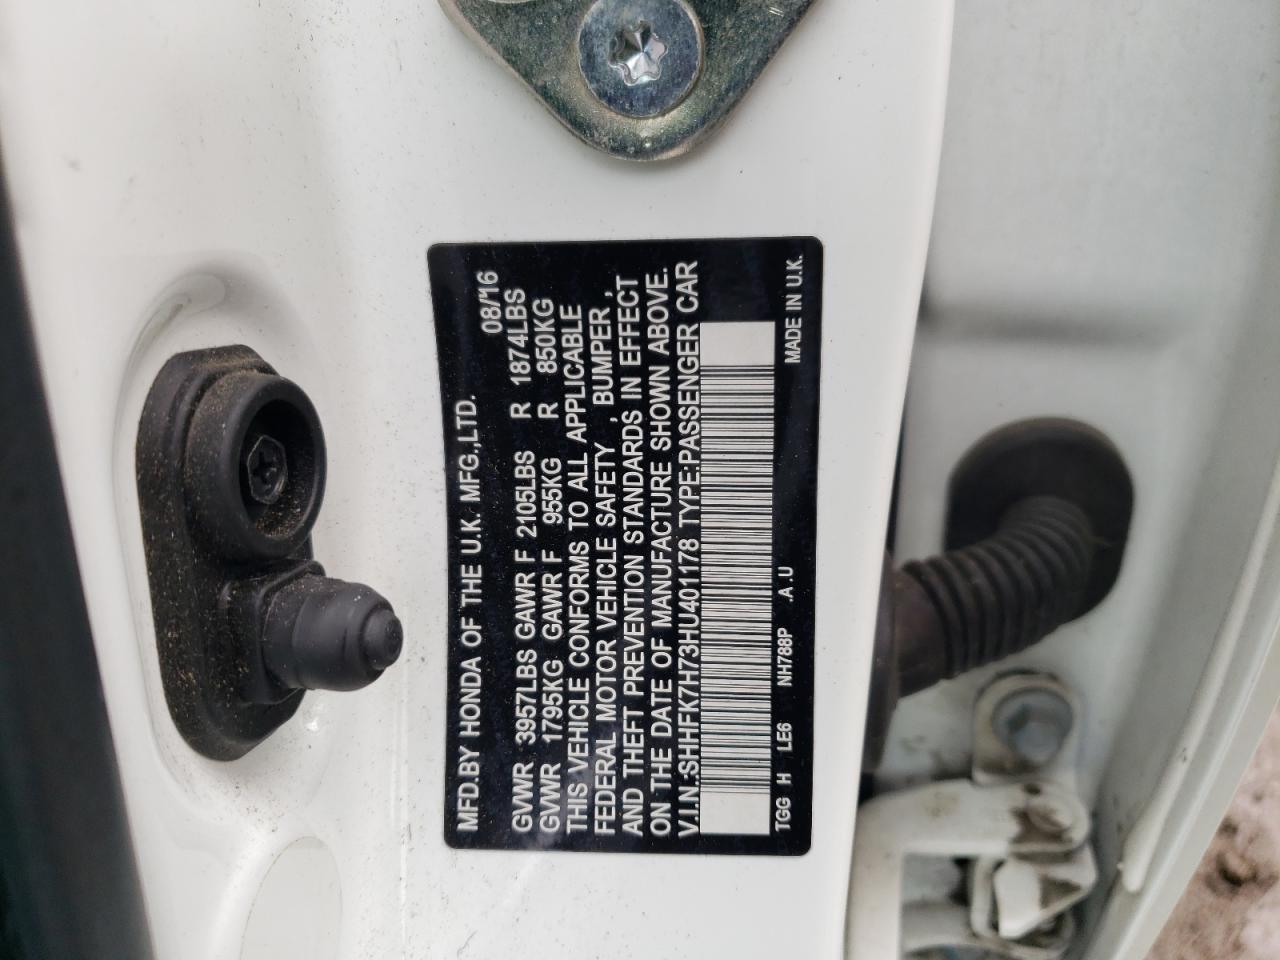 MFD.BY HONDA OF THE U.K. MFG.,LTD. 08/16
GVWR 3957LBS GAWR F 2105LBS R 1874LBS
GVWR 1795KG GAWR F 955KG R 850KG
THIS VEHICLE CONFORMS TO ALL APPLICABLE
FEDERAL MOTOR VEHICLE SAFETY , BUMPER ,
AND THEFT PREVENTION STANDARDS IN EFFECT
ON THE DATE OF MANUFACTURE SHOWN ABOVE.
V.I.N.:SHHFK7H73HU401178 TYPE:PASSENGER CAR
TGG H LE6 NH788P .A .U MADE IN U.K.